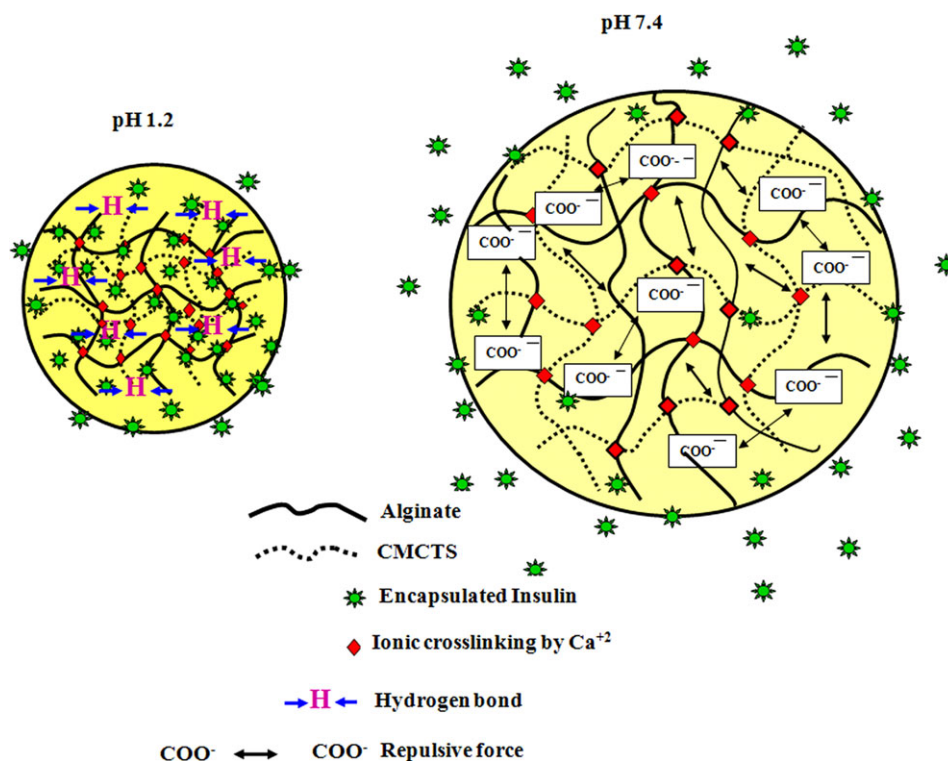 pH 7.4
pH 1.2
H
H
H
H
H
H
H
COO- —
COO-- —
COO- —
COO- —
COO- —
COO- —
COO- —
COO- —
COO- —
COO- —
Alginate
CMCTS
Encapsulated Insulin
Ionic crosslinking by Ca+2
H Hydrogen bond
COO- COO- Repulsive force